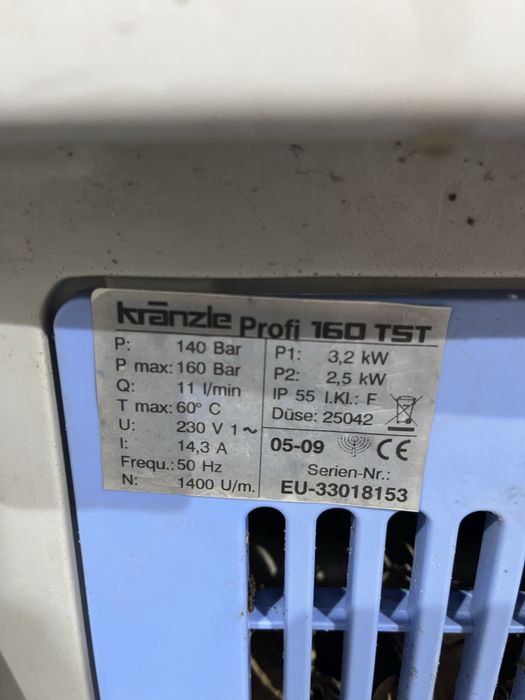 kränzle Profi 160 TST
P: 140 Bar
P max: 160 Bar
Q: 11 l/min
T max: 60° C
U: 230 V 1~
I: 14,3 A
Frequ.: 50 Hz
N: 1400 U/m.
P1: 3,2 kW
P2: 2,5 kW
IP 55 I.Kl.: F
Düse: 25042
05-09 CE
Serien-Nr.:
EU-33018153